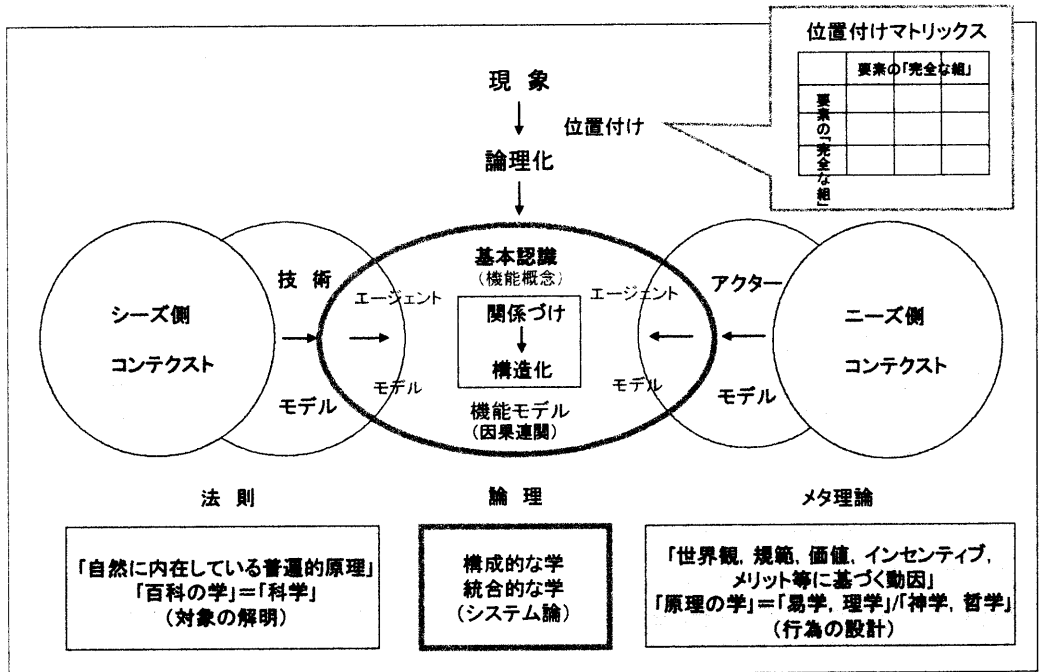 位置付けマトリックス
要素の「完全な組」
要素の「完全な組」
現 象
位置付け
論理化
シーズ側
コンテクスト
技 術
モデル
エージェント
モデル
基本認識
(機能概念)
関係づけ
構造化
機能モデル
(因果連関)
エージェント
モデル
アクター
モデル
ニーズ側
コンテクスト
法 則
「自然に内在している普遍的原理」
「百科の学」=「科学」
(対象の解明)
論 理
構成的な学
統合的な学
(システム論)
メタ理論
「世界観, 規範, 価値, インセンティブ,
メリット等に基づく動因」
「原理の学」=「易学, 理学」/「神学, 哲学」
(行為の設計)